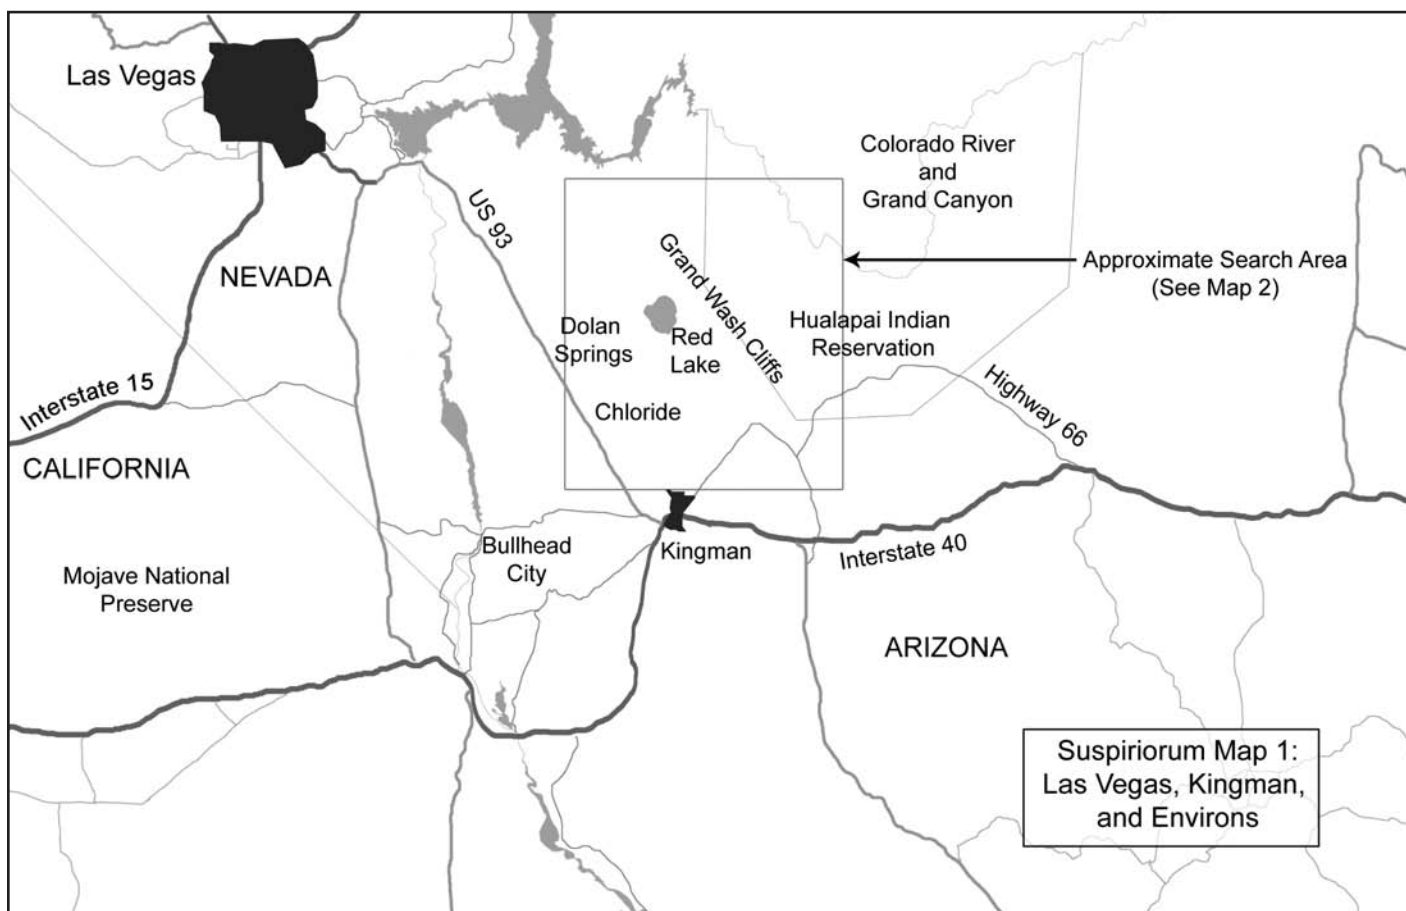 Las Vegas
Colorado River
and
Grand Canyon
US 93
Grand Wash Cliffs
NEVADA
Approximate Search Area
(See Map 2)
Dolan
Springs
Red
Lake
Hualapai Indian
Reservation
Interstate 15
Chloride
Highway 66
CALIFORNIA
Bullhead
City
Kingman
Interstate 40
Mojave National
Preserve
ARIZONA
Suspiriorum Map 1:
Las Vegas, Kingman,
and Environs